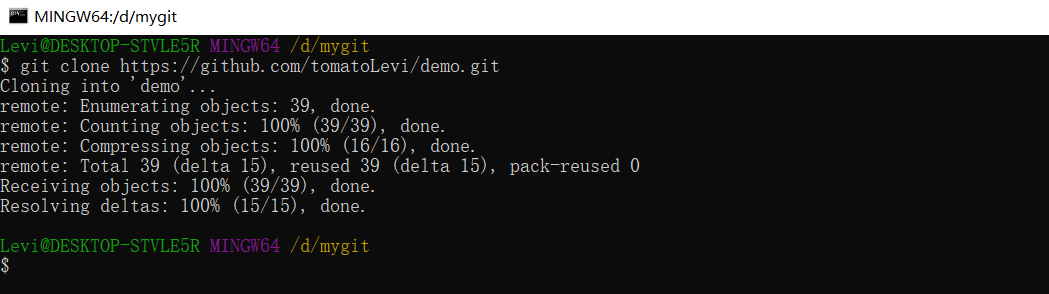 MINGW64:/d/mygit
Levi@DESKTOP-STVLE5R MINGW64 /d/mygit
$ git clone https://github.com/tomatoLevi/demo.git
Cloning into 'demo'...
remote: Enumerating objects: 39, done.
remote: Counting objects: 100% (39/39), done.
remote: Compressing objects: 100% (16/16), done.
remote: Total 39 (delta 15), reused 39 (delta 15), pack-reused 0
Receiving objects: 100% (39/39), done.
Resolving deltas: 100% (15/15), done.
Levi@DESKTOP-STVLE5R MINGW64 /d/mygit
$